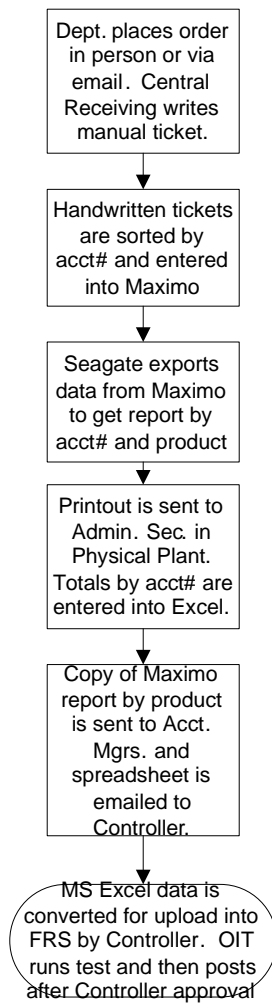 Dept. places order
in person or via
email. Central
Receiving writes
manual ticket.
Handwritten tickets
are sorted by
acct# and entered
into Maximo
Seagate exports
data from Maximo
to get report by
acct# and product
Printout is sent to
Admin. Sec. in
Physical Plant.
Totals by acct# are
entered into Excel.
Copy of Maximo
report by product
is sent to Acct.
Mgrs. and
spreadsheet is
emailed to
Controller.
MS Excel data is
converted for upload into
FRS by Controller. OIT
runs test and then posts
after Controller approval